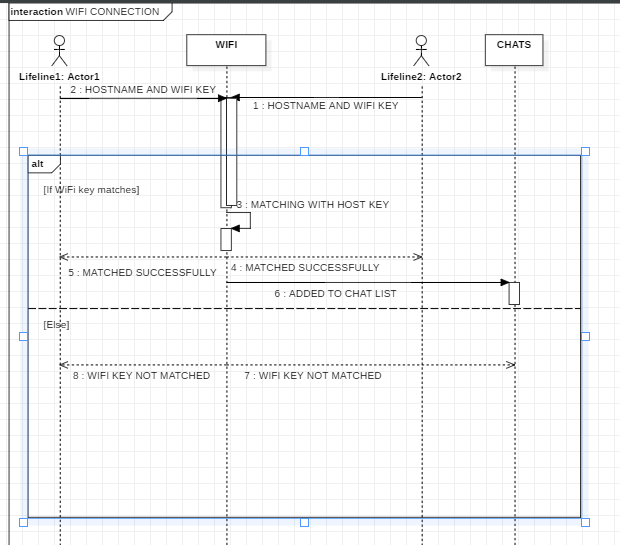 interaction WIFI CONNECTION
WIFI
CHATS
Lifeline1: Actor1
Lifeline2: Actor2
2 : HOSTNAME AND WIFI KEY
1 : HOSTNAME AND WIFI KEY
alt
[If WiFi key matches]
3 : MATCHING WITH HOST KEY
5 : MATCHED SUCCESSFULLY
4 : MATCHED SUCCESSFULLY
6 : ADDED TO CHAT LIST
[Else]
8 : WIFI KEY NOT MATCHED
7 : WIFI KEY NOT MATCHED